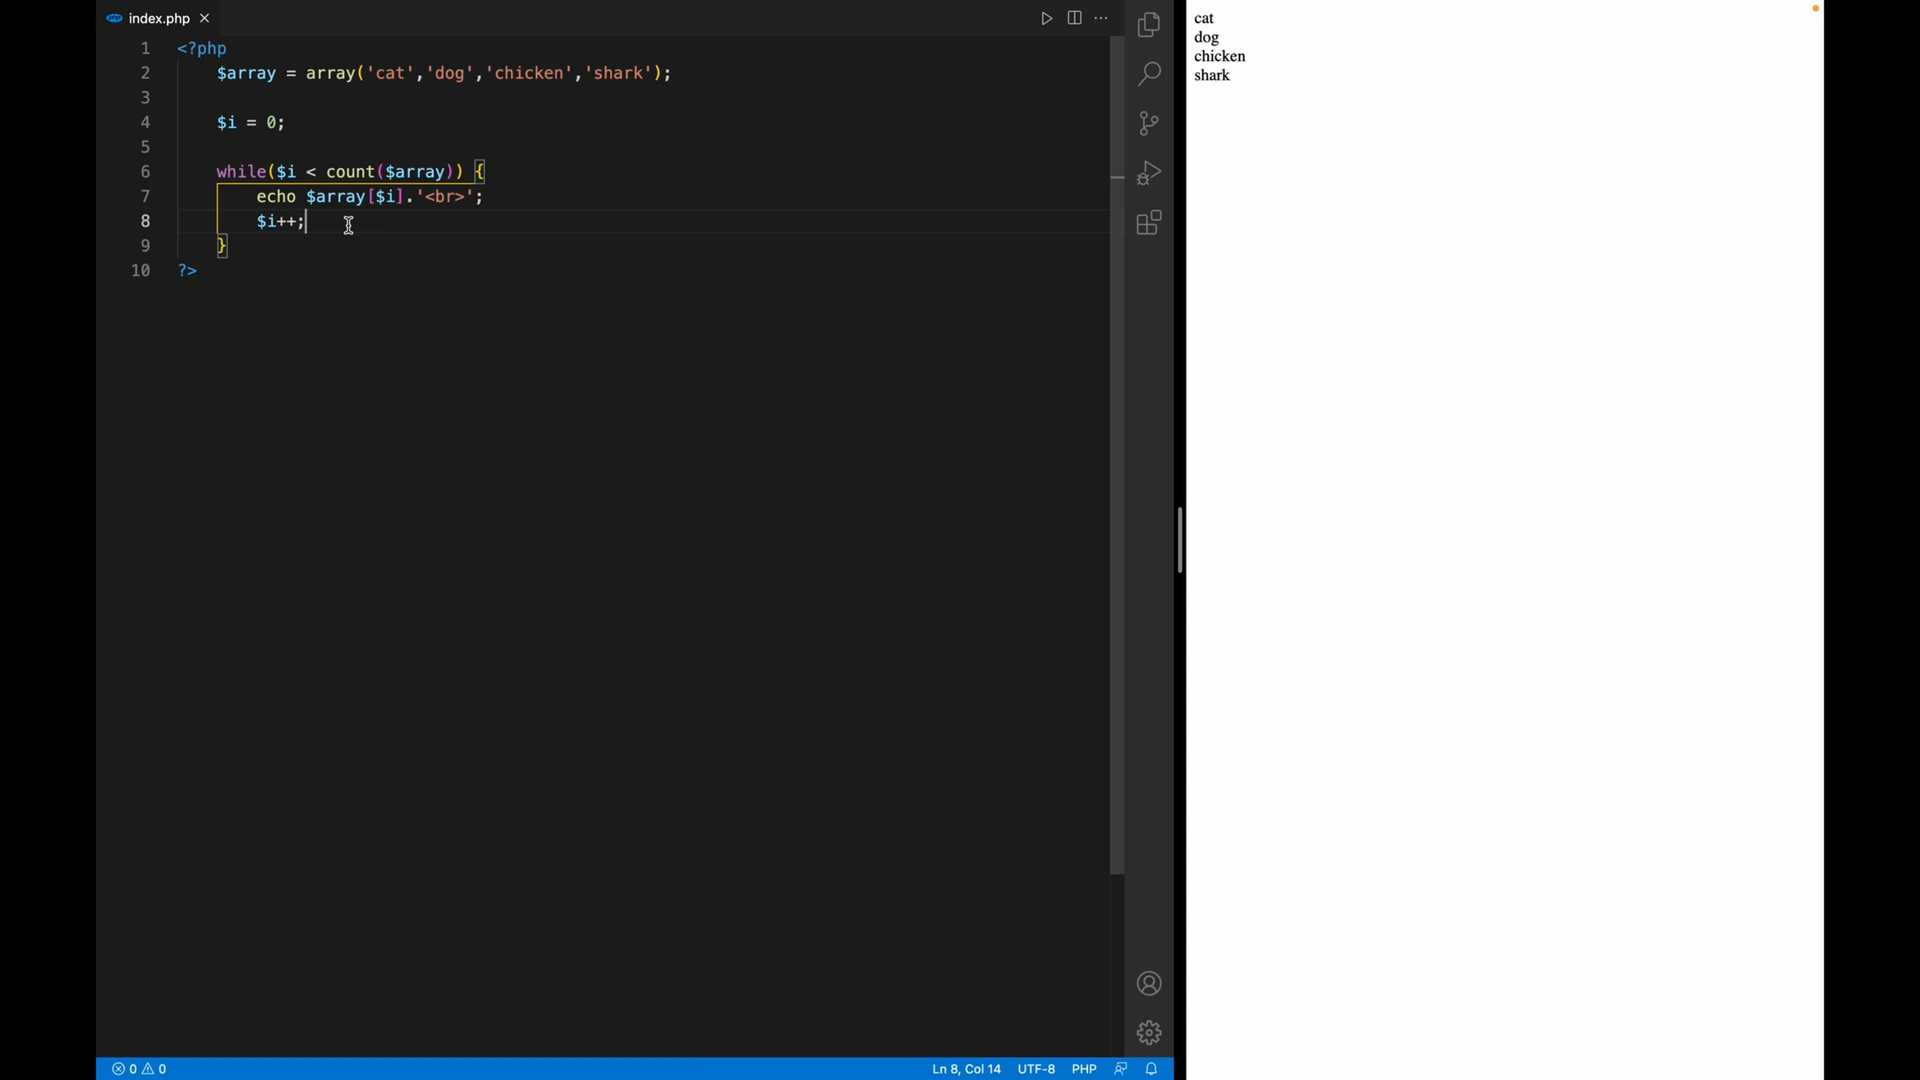 index.php
1 <?php
2 $array = array('cat','dog','chicken','shark');
3
4 $i = 0;
5
6 while($i < count($array)) {
7 echo $array[$i].'<br>';
8 $i++;
9 }
10 ?>
0 0 Ln 8, Col 14 UTF-8 PHP
cat
dog
chicken
shark